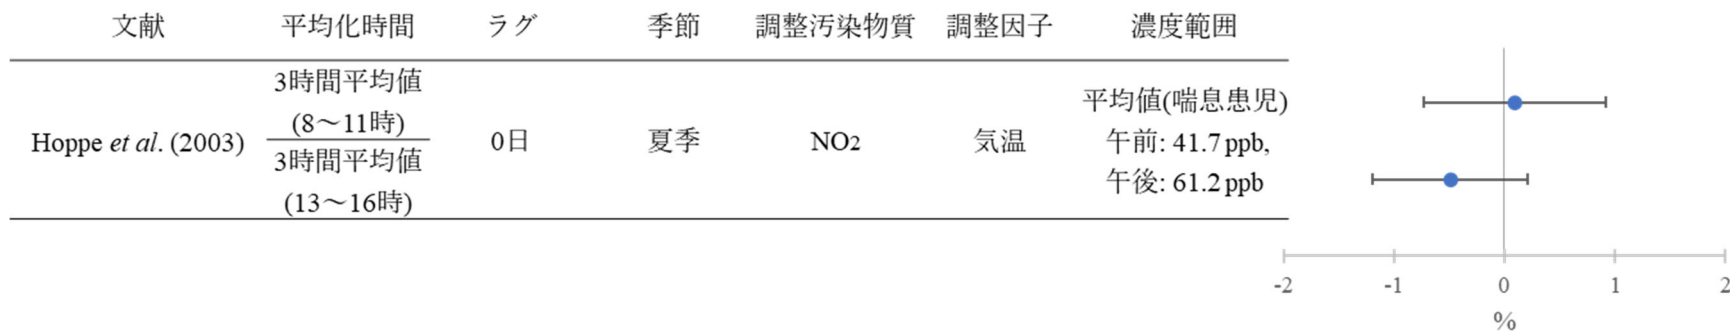 文献 平均化時間 ラグ 季節 調整汚染物質 調整因子 濃度範囲
3時間平均値
(8〜11時)
Hoppe et al. (2003) 0日 夏季 NO2 気温
3時間平均値
(13〜16時)
平均値(喘息患児)
午前: 41.7 ppb,
午後: 61.2 ppb
-2 -1 0 1 2
%